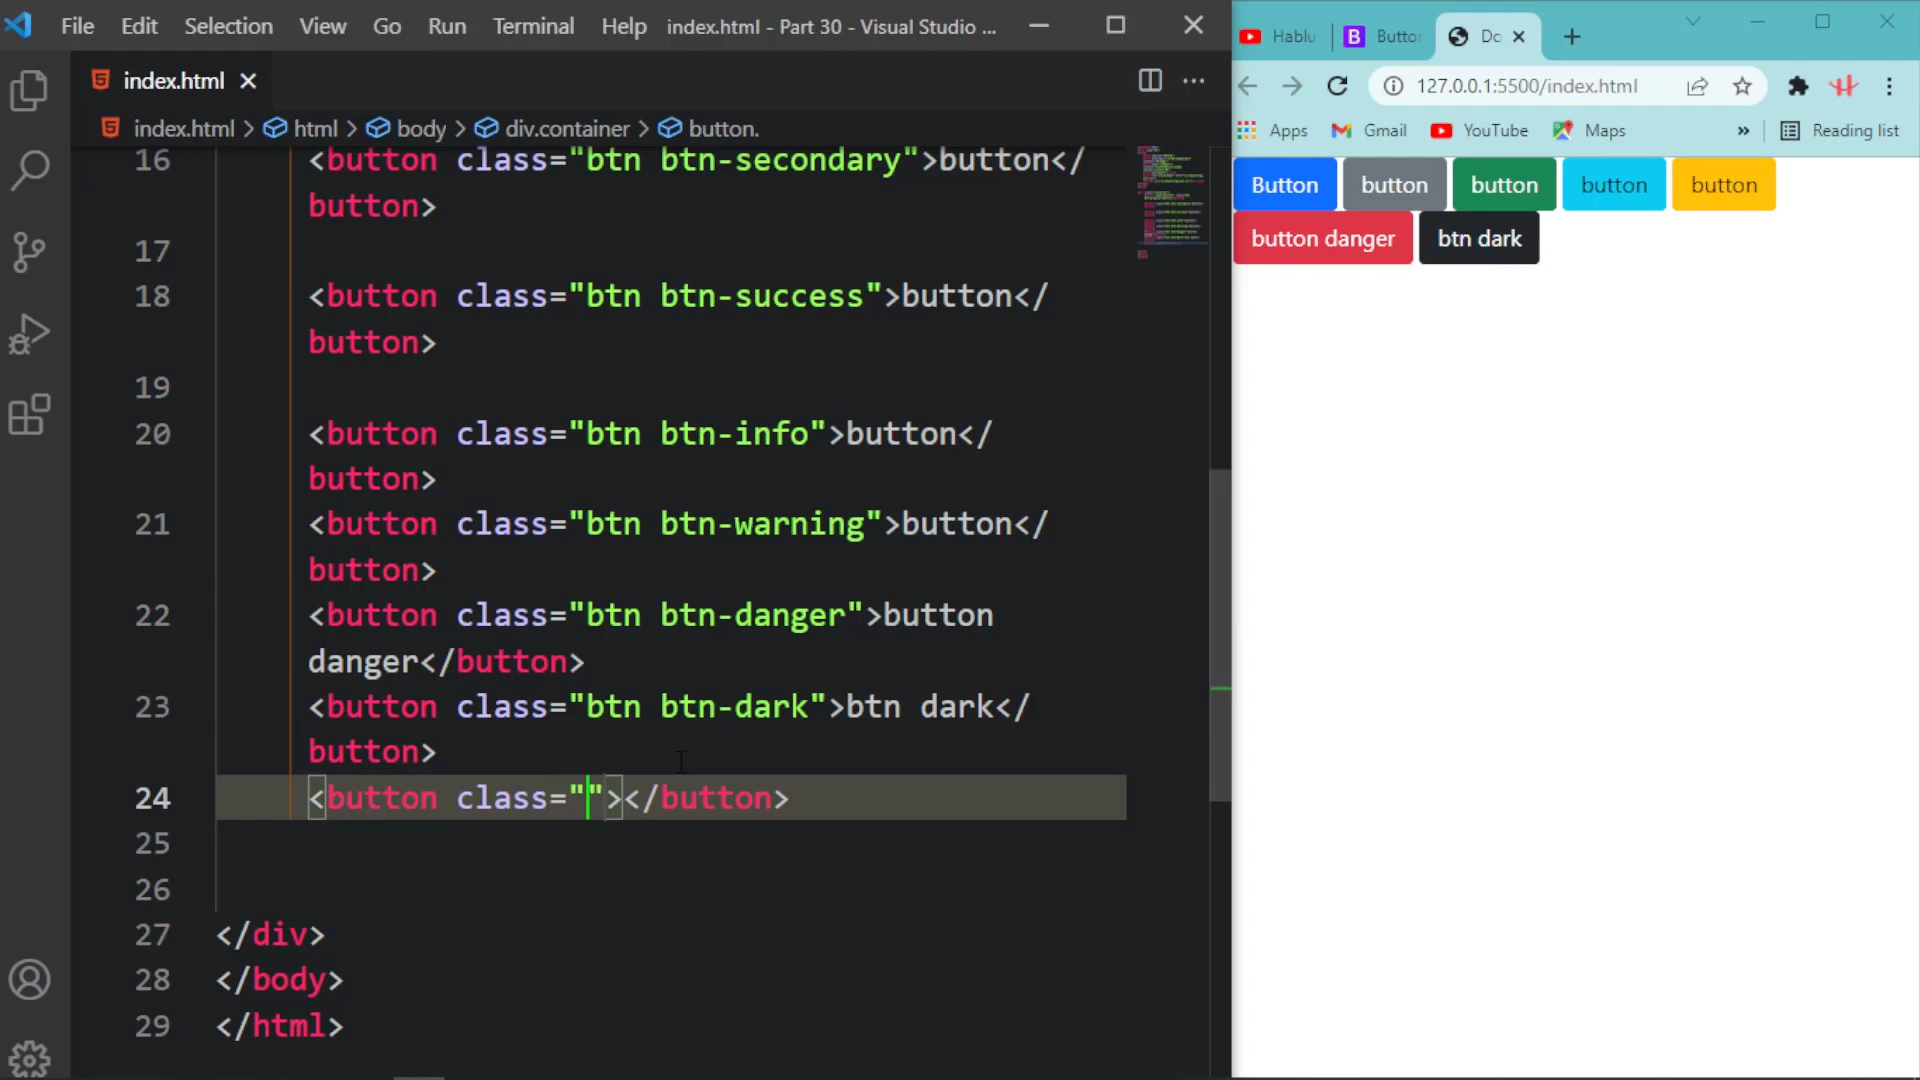 File Edit Selection View Go Run Terminal Help index.html - Part 30 - Visual Studio ...
index.html
index.html > html > body > div.container > button.
16 <button class="btn btn-secondary">button</
button>
17
18 <button class="btn btn-success">button</
button>
19
20 <button class="btn btn-info">button</
button>
21 <button class="btn btn-warning">button</
button>
22 <button class="btn btn-danger">button
danger</button>
23 <button class="btn btn-dark">btn dark</
button>
24 <button class=""></button>
25
26
27 </div>
28 </body>
29 </html>
Hablu B Button Do
127.0.0.1:5500/index.html
Apps Gmail YouTube Maps » Reading list
Button button button button button
button danger btn dark